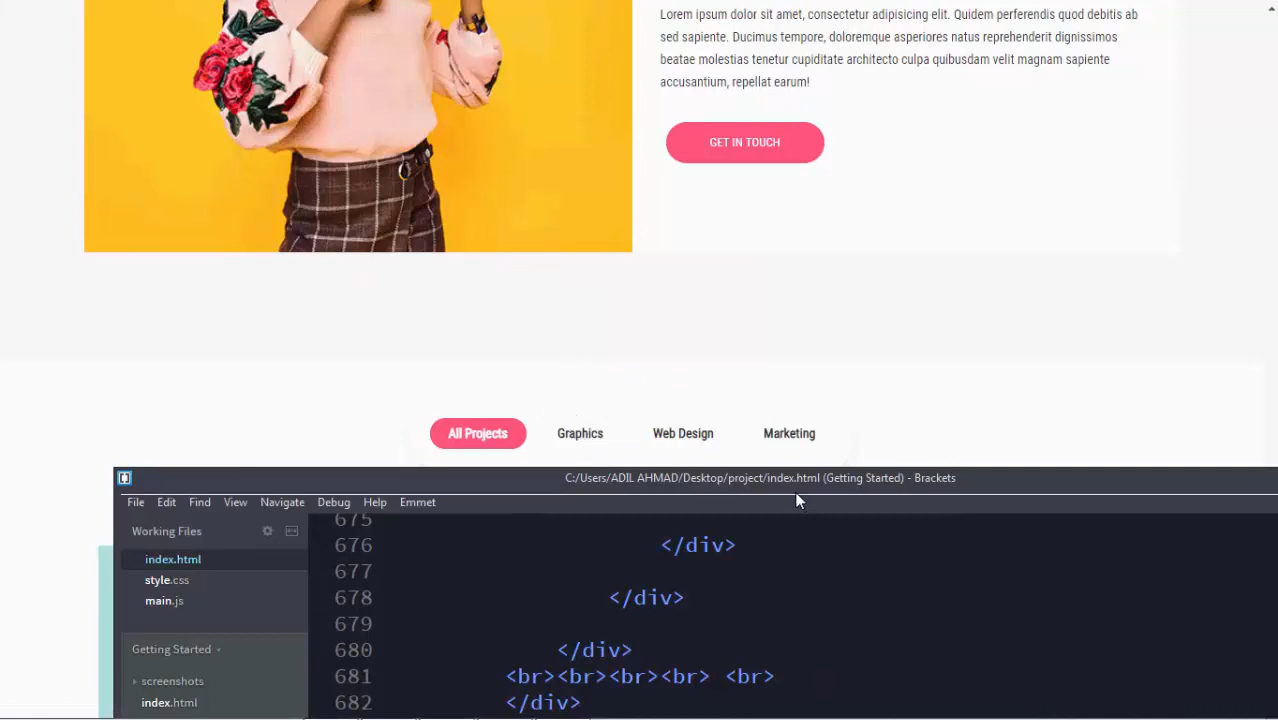 Lorem ipsum dolor sit amet, consectetur adipisicing elit. Quidem perferendis quod debitis ab
sed sapiente. Ducimus tempore, doloremque asperiores natus reprehenderit dignissimos
beatae molestias tenetur cupiditate architecto culpa quibusdam velit magnam sapiente
accusantium, repellat earum!
GET IN TOUCH
All Projects Graphics Web Design Marketing
C:/Users/ADIL AHMAD/Desktop/project/index.html (Getting Started) - Brackets
File Edit Find View Navigate Debug Help Emmet
Working Files
index.html
style.css
main.js
Getting Started
screenshots
index.html
675
676 </div>
677
678 </div>
679
680 </div>
681 <br><br><br><br> <br>
682 </div>